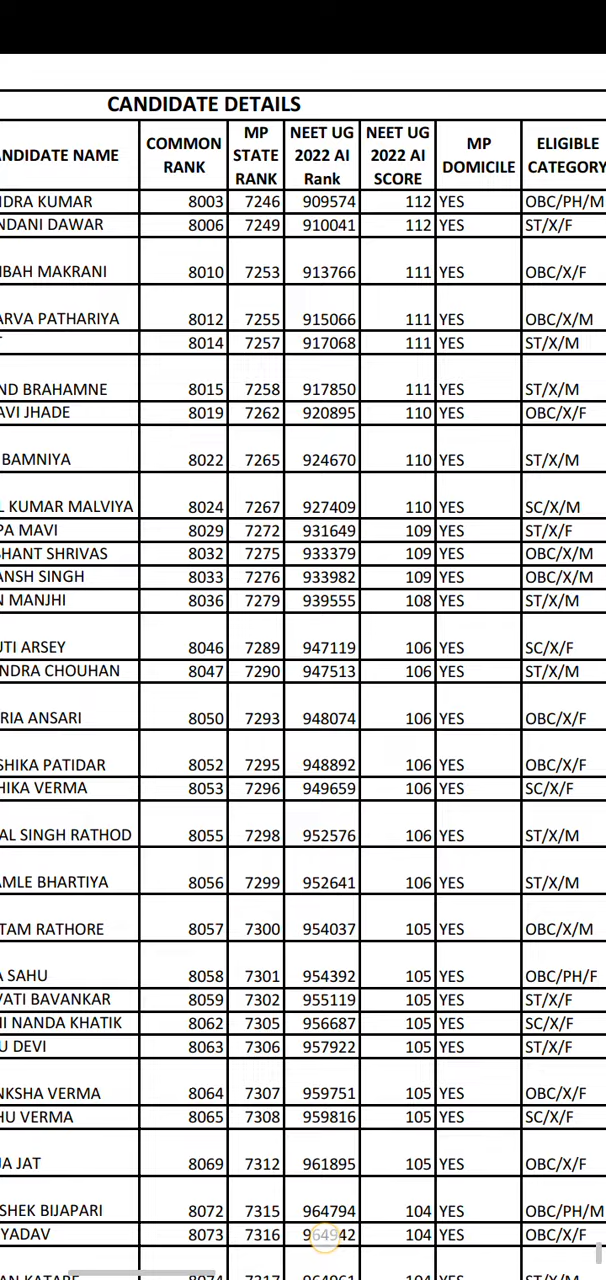 CANDIDATE DETAILS
ANDIDATE NAME COMMON RANK MP STATE RANK NEET UG 2022 AI Rank NEET UG 2022 AI SCORE MP DOMICILE ELIGIBLE CATEGORY
NDRA KUMAR 8003 7246 909574 112 YES OBC/PH/M
NDANI DAWAR 8006 7249 910041 112 YES ST/X/F
IBAH MAKRANI 8010 7253 913766 111 YES OBC/X/F
ARVA PATHARIYA 8012 7255 915066 111 YES OBC/X/M
8014 7257 917068 111 YES ST/X/M
ND BRAHAMNE 8015 7258 917850 111 YES ST/X/M
AVI JHADE 8019 7262 920895 110 YES OBC/X/F
BAMNIYA 8022 7265 924670 110 YES ST/X/M
L KUMAR MALVIYA 8024 7267 927409 110 YES SC/X/M
PA MAVI 8029 7272 931649 109 YES ST/X/F
HANT SHRIVAS 8032 7275 933379 109 YES OBC/X/M
ANSH SINGH 8033 7276 933982 109 YES OBC/X/M
N MANJHI 8036 7279 939555 108 YES ST/X/M
UTI ARSEY 8046 7289 947119 106 YES SC/X/F
NDRA CHOUHAN 8047 7290 947513 106 YES ST/X/M
RIA ANSARI 8050 7293 948074 106 YES OBC/X/F
SHIKA PATIDAR 8052 7295 948892 106 YES OBC/X/F
HIKA VERMA 8053 7296 949659 106 YES SC/X/F
AL SINGH RATHOD 8055 7298 952576 106 YES ST/X/M
AMLE BHARTIYA 8056 7299 952641 106 YES ST/X/M
TAM RATHORE 8057 7300 954037 105 YES OBC/X/M
A SAHU 8058 7301 954392 105 YES OBC/PH/F
VATI BAVANKAR 8059 7302 955119 105 YES ST/X/F
II NANDA KHATIK 8062 7305 956687 105 YES SC/X/F
U DEVI 8063 7306 957922 105 YES ST/X/F
NKSHA VERMA 8064 7307 959751 105 YES OBC/X/F
HU VERMA 8065 7308 959816 105 YES SC/X/F
JA JAT 8069 7312 961895 105 YES OBC/X/F
SHEK BIJAPARI 8072 7315 964794 104 YES OBC/PH/M
YADAV 8073 7316 964942 104 YES OBC/X/F
AN KATARE 8074 7317 964961 104 YES ST/X/M